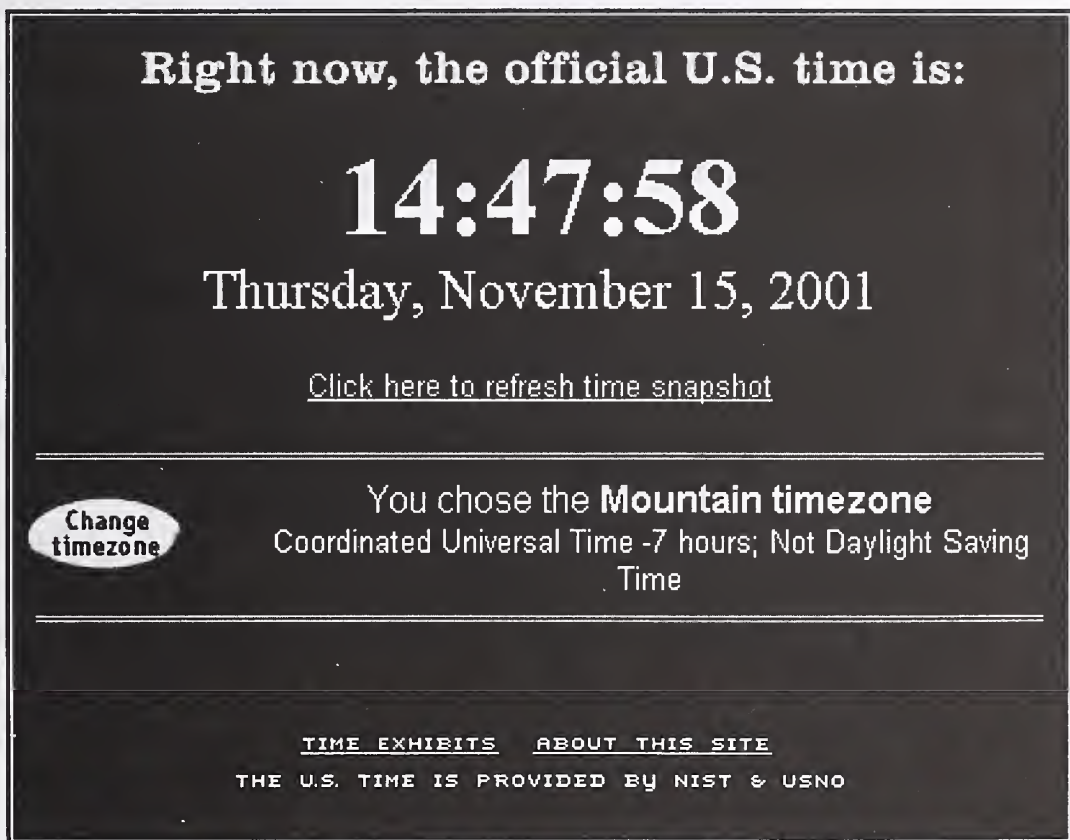 Right now, the official U.S. time is:
14:47:58
Thursday, November 15, 2001
Click here to refresh time snapshot
Change
timezone
You chose the Mountain timezone
Coordinated Universal Time -7 hours; Not Daylight Saving
Time
TIME EXHIBITS ABOUT THIS SITE
THE U.S. TIME IS PROVIDED BY NIST & USNO